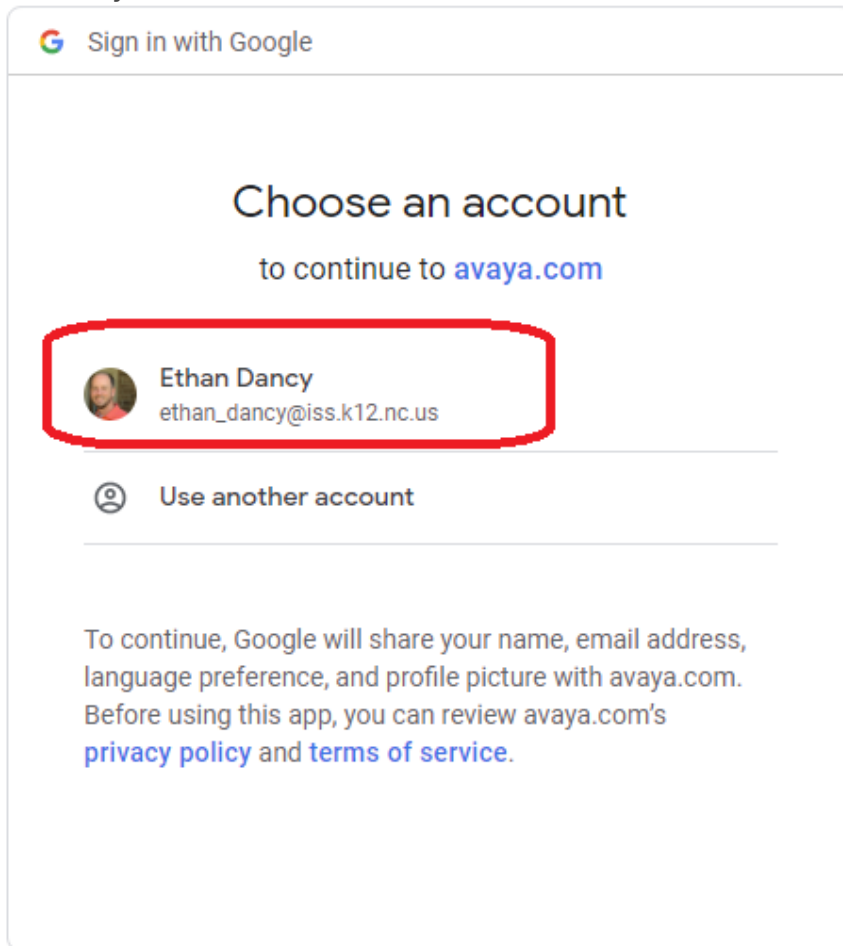 Sign in with Google
Choose an account
to continue to avaya.com
Ethan Dancy
ethan_dancy@iss.k12.nc.us
Use another account
To continue, Google will share your name, email address,
language preference, and profile picture with avaya.com.
Before using this app, you can review avaya.com's
privacy policy and terms of service.